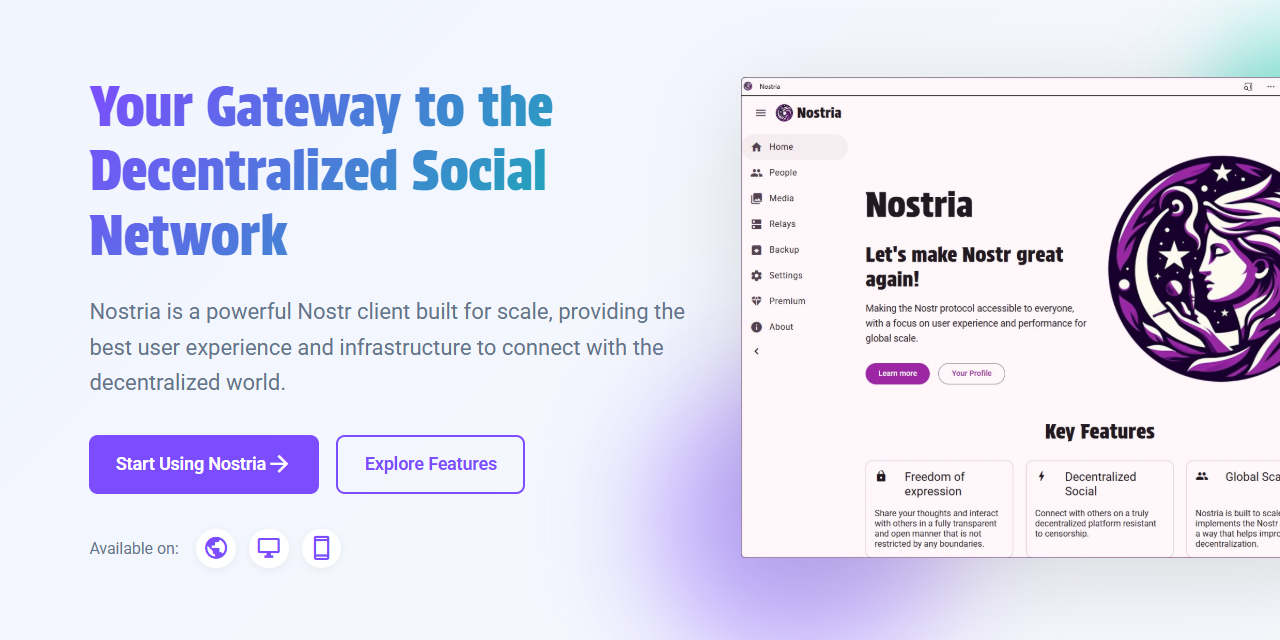 Your Gateway to the
Decentralized Social
Network
Nostria is a powerful Nostr client built for scale, providing the
best user experience and infrastructure to connect with the
decentralized world.
Start Using Nostria
Explore Features
Available on:
Nostria
Nostria
Home
People
Media
Relays
Backup
Settings
Premium
About
Nostria
Let's make Nostr great
again!
Making the Nostr protocol accessible to everyone,
with a focus on user experience and performance for
global scale.
Learn more
Your Profile
Key Features
Freedom of
expression
Share your thoughts and interact
with others in a fully transparent
and open manner that is not
restricted by any boundaries.
Decentralized
Social
Connect with others on a truly
decentralized platform resistant
to censorship.
Global
Nostria is built to
implements the Nostr
a way that helps
decentralization.